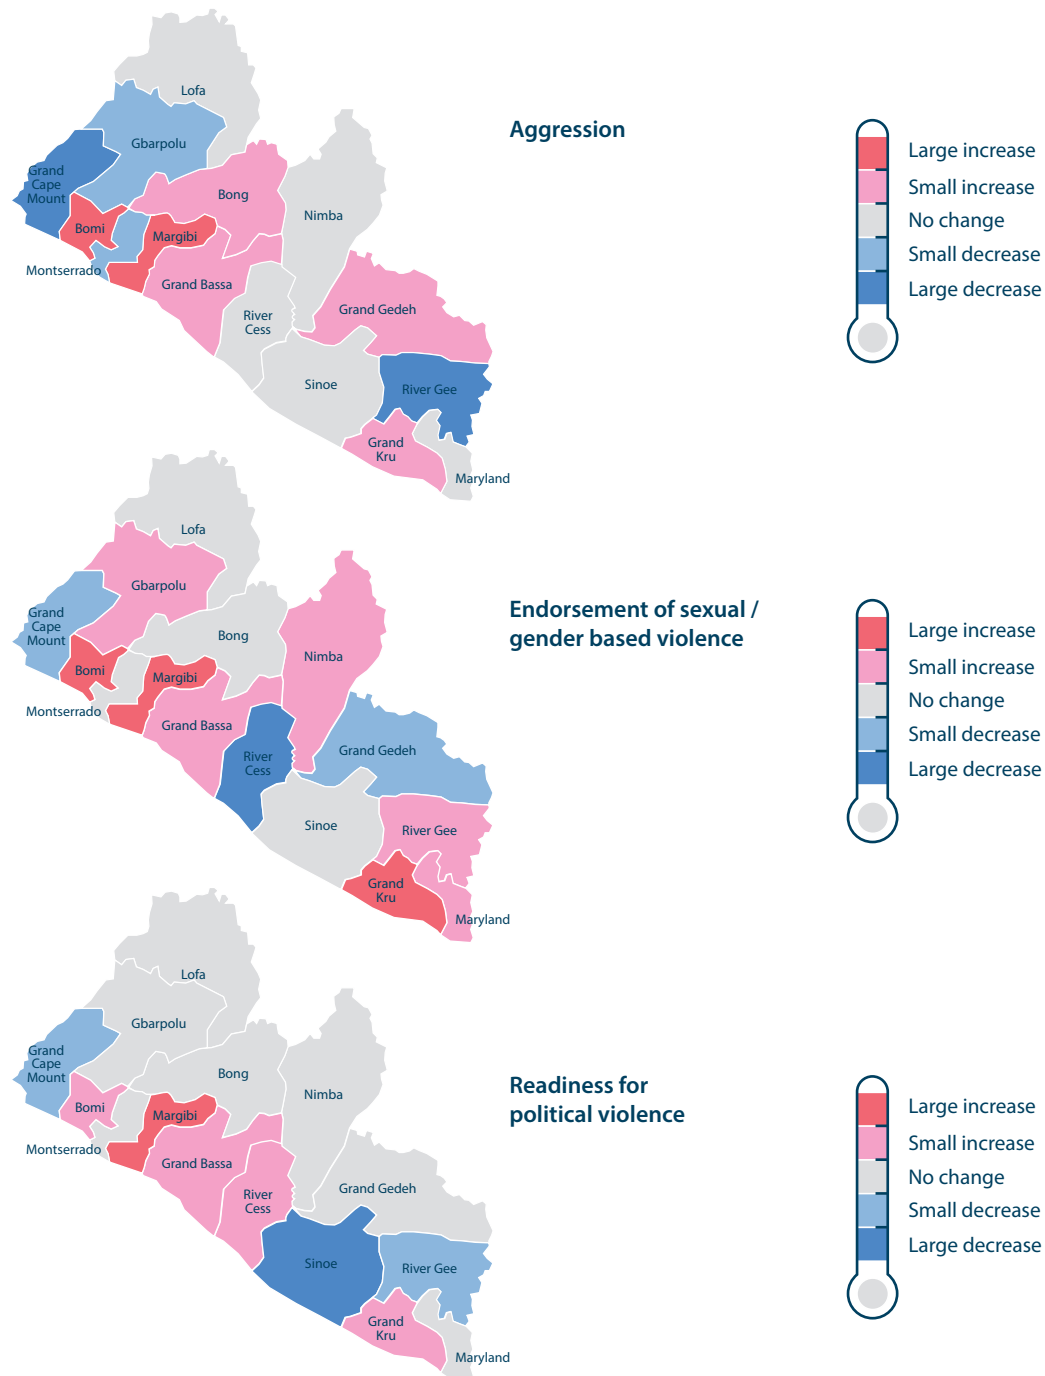 Lofa
Gbarpolu
Grand
Cape
Mount
Bong
Bomi
Margibi
Nimba
Montserrado
Grand Bassa
River
Cess
Grand Gedeh
Sinoe
River Gee
Grand
Kru
Maryland
Aggression
Large increase
Small increase
No change
Small decrease
Large decrease
Lofa
Gbarpolu
Grand
Cape
Mount
Bong
Bomi
Margibi
Nimba
Montserrado
Grand Bassa
River
Cess
Grand Gedeh
Sinoe
River Gee
Grand
Kru
Maryland
Endorsement of sexual /
gender based violence
Large increase
Small increase
No change
Small decrease
Large decrease
Lofa
Gbarpolu
Grand
Cape
Mount
Bong
Bomi
Margibi
Nimba
Montserrado
Grand Bassa
River
Cess
Grand Gedeh
Sinoe
River Gee
Grand
Kru
Maryland
Readiness for
political violence
Large increase
Small increase
No change
Small decrease
Large decrease